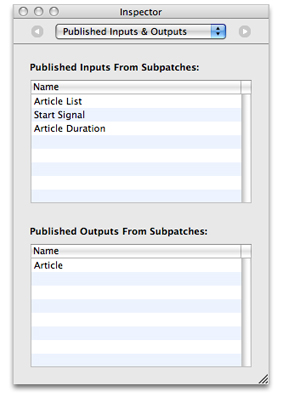 Inspector
Published Inputs & Outputs
Published Inputs From Subpatches:
Name
Article List
Start Signal
Article Duration
Published Outputs From Subpatches:
Name
Article